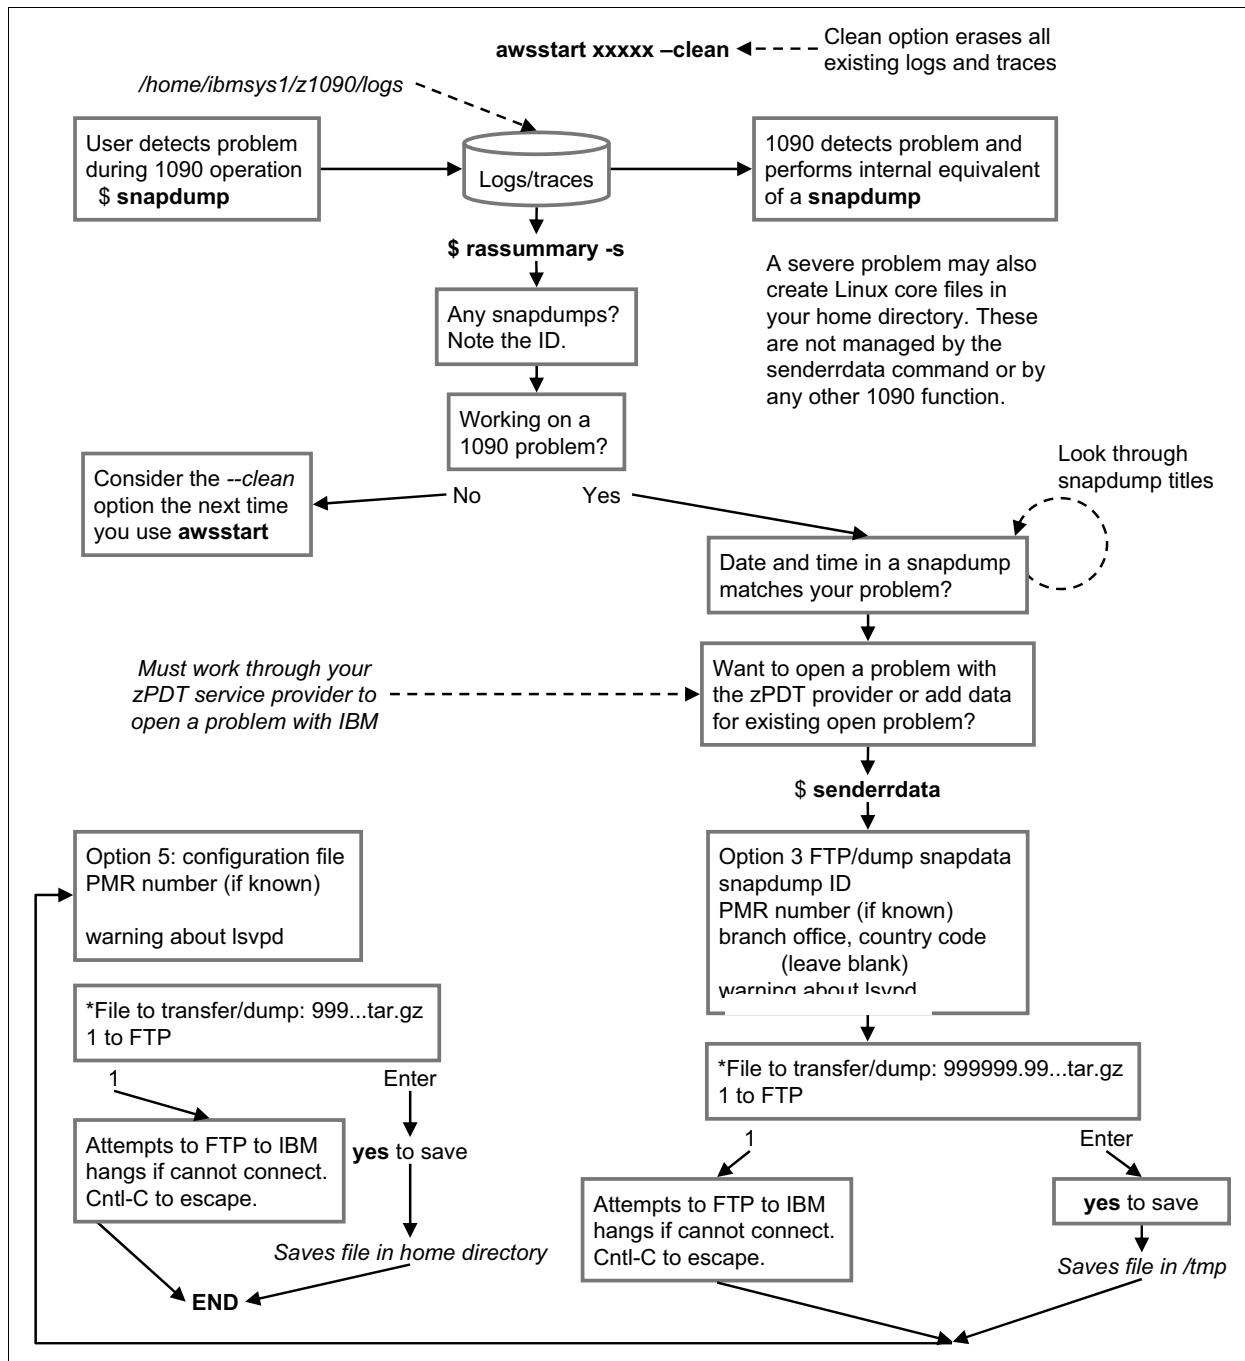 awsstart xxxxx –clean
Clean option erases all
existing logs and traces
/home/ibmsys1/z1090/logs
User detects problem
during 1090 operation
$ snapdump
Logs/traces
1090 detects problem and
performs internal equivalent
of a snapdump
$ rassummary -s
A severe problem may also
create Linux core files in
your home directory. These
are not managed by the
senderrdata command or by
any other 1090 function.
Any snapdumps?
Note the ID.
Working on a
1090 problem?
Look through
snapdump titles
Consider the --clean
option the next time
you use awsstart
No
Yes
Date and time in a snapdump
matches your problem?
Must work through your
zPDT service provider to
open a problem with IBM
Want to open a problem with
the zPDT provider or add data
for existing open problem?
$ senderrdata
Option 5: configuration file
PMR number (if known)
warning about lsvpd
Option 3 FTP/dump snapdata
snapdump ID
PMR number (if known)
branch office, country code
(leave blank)
warning about lsvpd
*File to transfer/dump: 999...tar.gz
1 to FTP
*File to transfer/dump: 999999.99...tar.gz
1 to FTP
1
Enter
Attempts to FTP to IBM
hangs if cannot connect.
Cntl-C to escape.
yes to save
Saves file in home directory
END
1
Enter
Attempts to FTP to IBM
hangs if cannot connect.
Cntl-C to escape.
yes to save
Saves file in /tmp